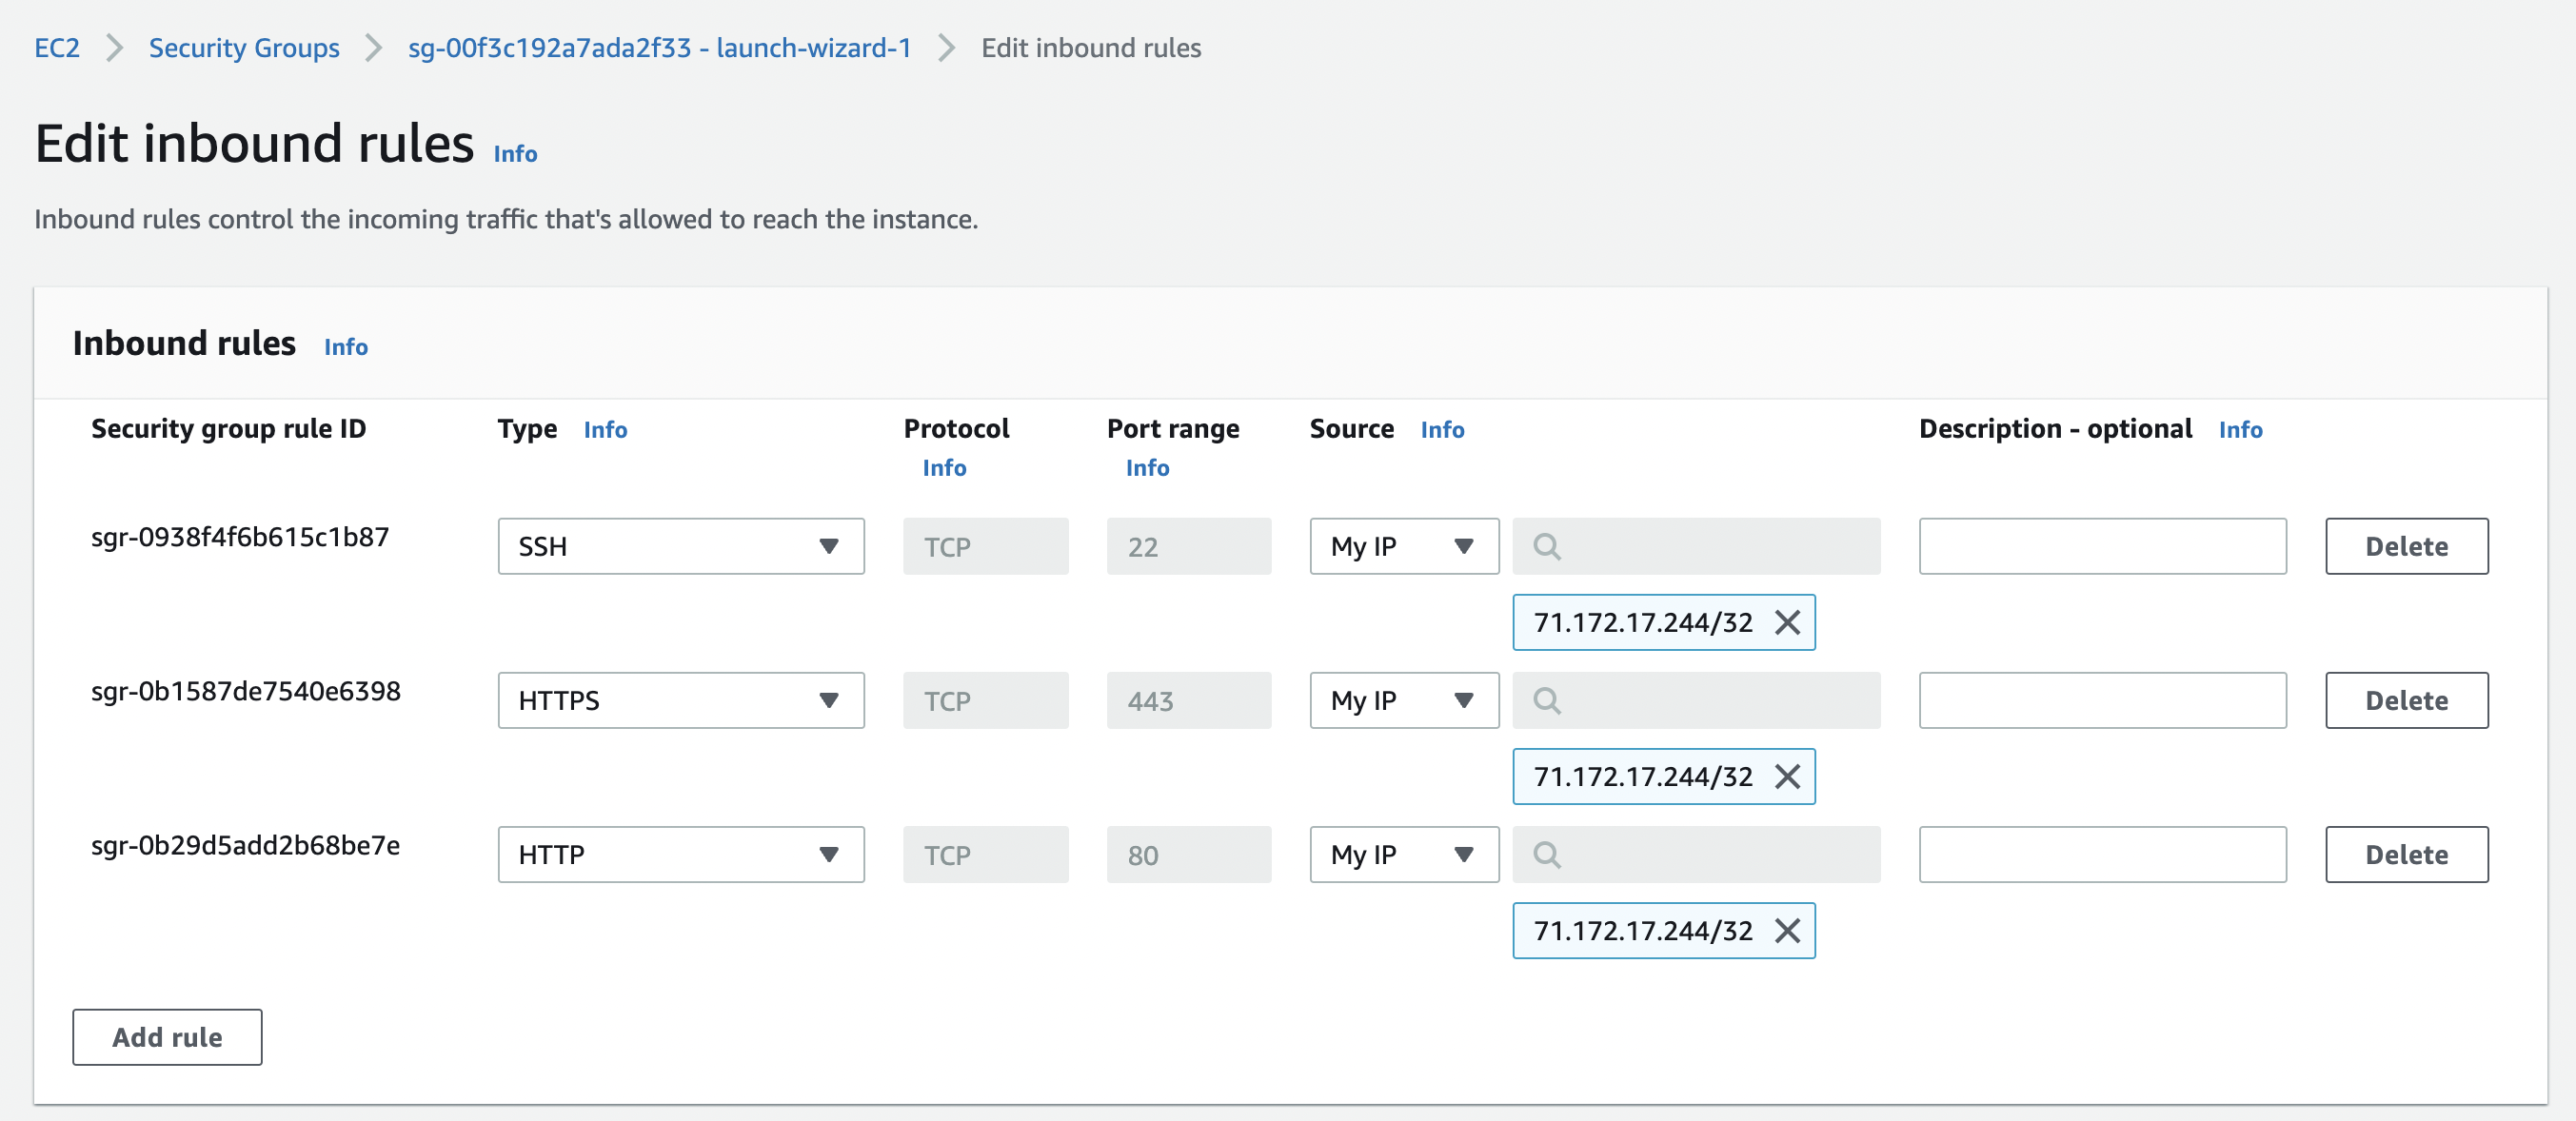 EC2 > Security Groups > sg-00f3c192a7ada2f33 - launch-wizard-1 > Edit inbound rules
Edit inbound rules Info
Inbound rules control the incoming traffic that's allowed to reach the instance.
Inbound rules Info
Security group rule ID Type Info Protocol Info Port range Info Source Info Description - optional Info
sgr-0938f4f6b615c1b87 SSH TCP 22 My IP Delete
71.172.17.244/32
sgr-0b1587de7540e6398 HTTPS TCP 443 My IP Delete
71.172.17.244/32
sgr-0b29d5add2b68be7e HTTP TCP 80 My IP Delete
71.172.17.244/32
Add rule